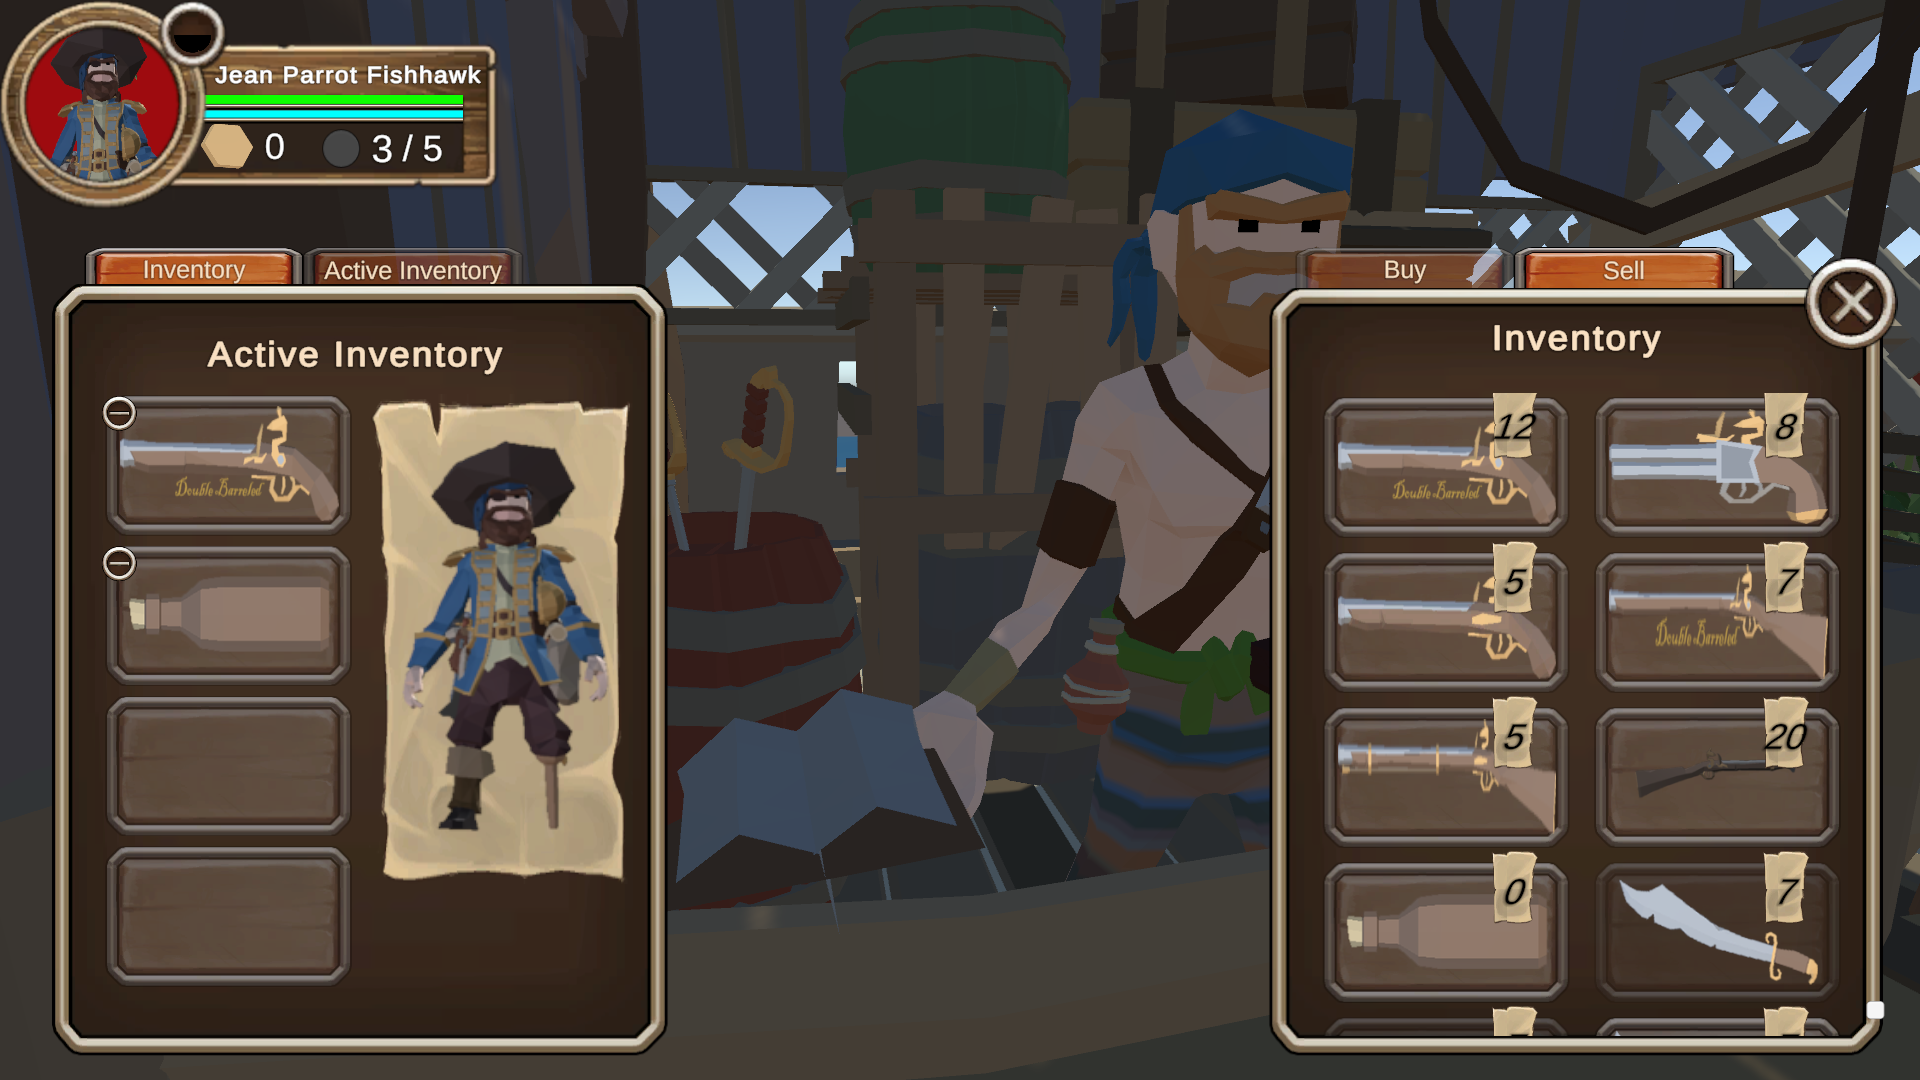 Jean Parrot Fishhawk
0 3 / 5
Inventory Active Inventory
Active Inventory
Double Barreled
Buy Sell
Inventory
12 8
Double Barreled
5 7
Double Barreled
5 20
0 7